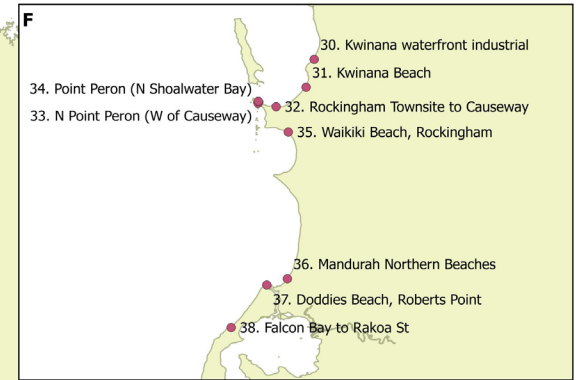 F
30. Kwinana waterfront industrial
31. Kwinana Beach
34. Point Peron (N Shoalwater Bay)
32. Rockingham Townsite to Causeway
33. N Point Peron (W of Causeway)
35. Waikiki Beach, Rockingham
36. Mandurah Northern Beaches
37. Doddies Beach, Roberts Point
38. Falcon Bay to Rakoa St